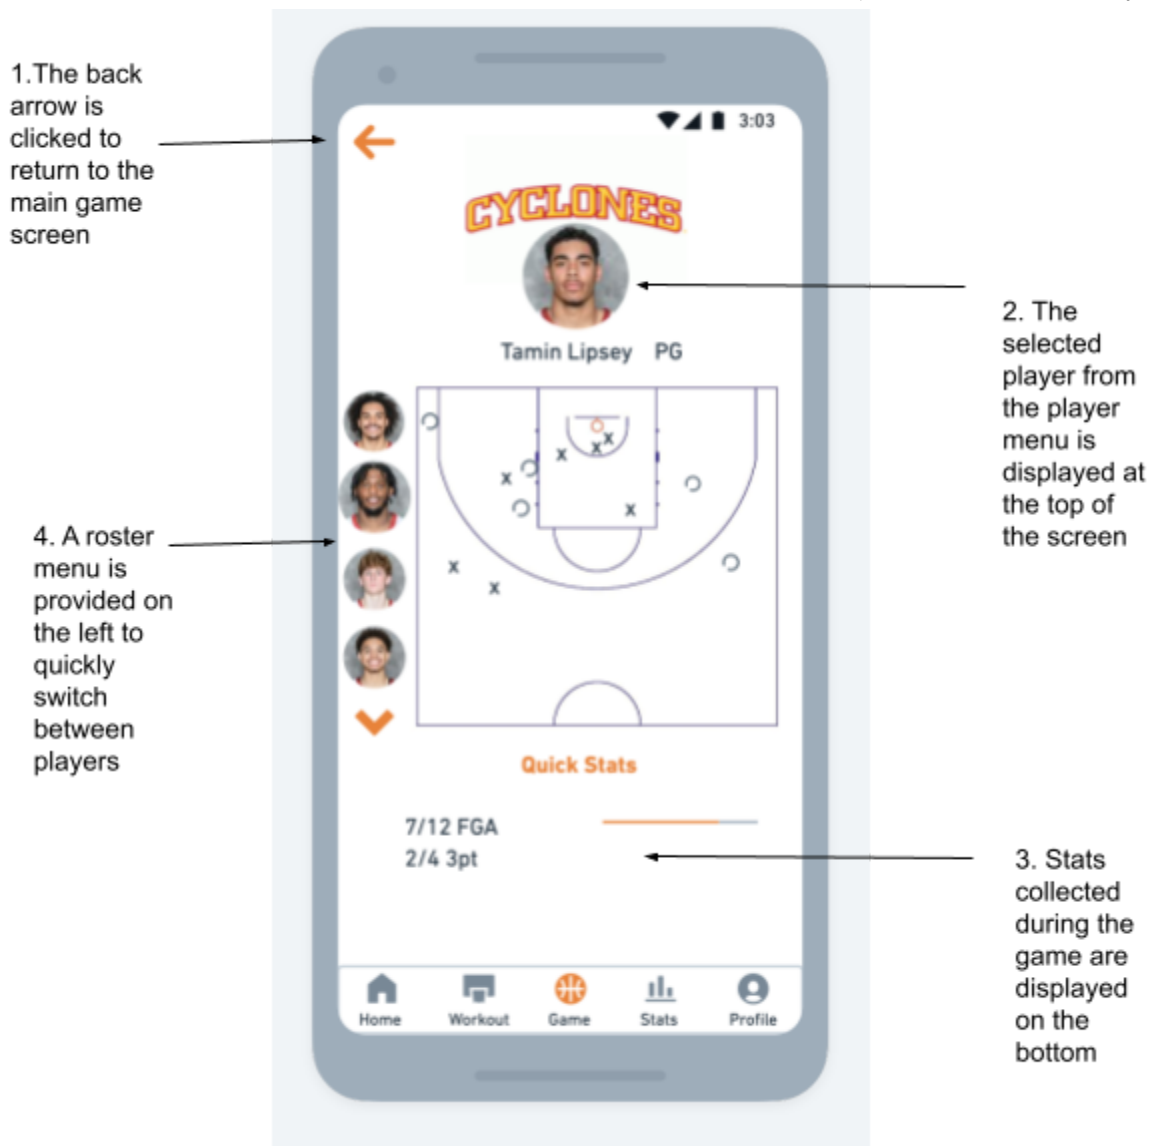 1.The back
arrow is
clicked to
return to the
main game
screen
3:03
CYCLONES
Tamin Lipsey PG
2. The
selected
player from
the player
menu is
displayed at
the top of
the screen
x
x
x
x
x
x
x
4. A roster
menu is
provided on
the left to
quickly
switch
between
players
Quick Stats
7/12 FGA
2/4 3pt
3. Stats
collected
during the
game are
displayed
on the
bottom
Home Workout Game Stats Profile